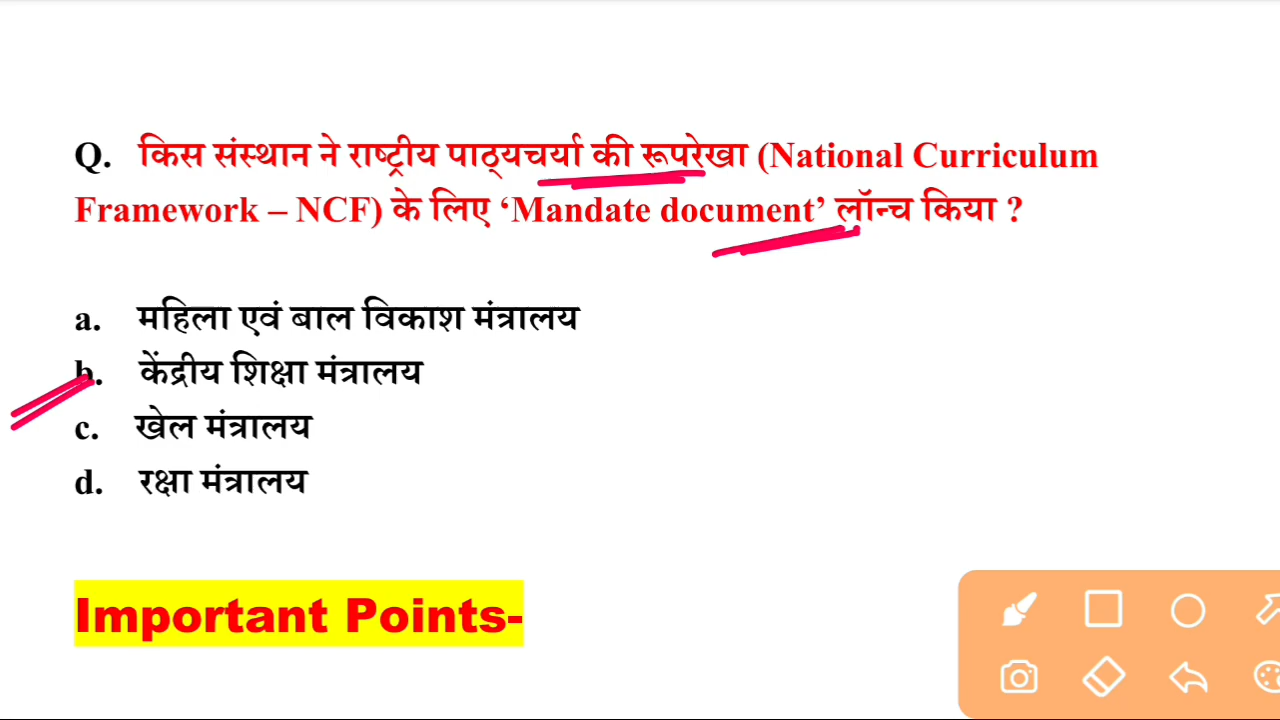 Q. किस संस्थान ने राष्ट्रीय पाठ्यचर्या की रूपरेखा (National Curriculum
Framework – NCF) के लिए ‘Mandate document’ लॉन्च किया ?
a. महिला एवं बाल विकाश मंत्रालय
b. केंद्रीय शिक्षा मंत्रालय
c. खेल मंत्रालय
d. रक्षा मंत्रालय
Important Points-